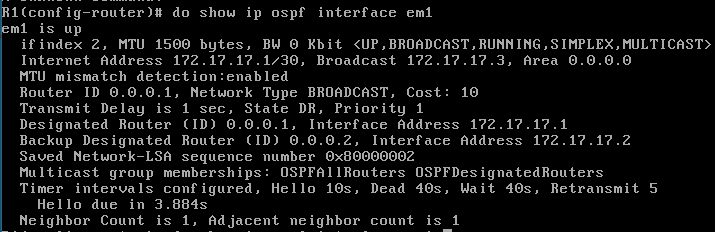 R1(config-router)# do show ip ospf interface em1
em1 is up
  ifindex 2, MTU 1500 bytes, BW 0 Kbit <UP,BROADCAST,RUNNING,SIMPLEX,MULTICAST>
  Internet Address 172.17.17.1/30, Broadcast 172.17.17.3, Area 0.0.0.0
  MTU mismatch detection:enabled
  Router ID 0.0.0.1, Network Type BROADCAST, Cost: 10
  Transmit Delay is 1 sec, State DR, Priority 1
  Designated Router (ID) 0.0.0.1, Interface Address 172.17.17.1
  Backup Designated Router (ID) 0.0.0.2, Interface Address 172.17.17.2
  Saved Network-LSA sequence number 0x80000002
  Multicast group memberships: OSPFAllRouters OSPFDesignatedRouters
  Timer intervals configured, Hello 10s, Dead 40s, Wait 40s, Retransmit 5
    Hello due in 3.884s
  Neighbor Count is 1, Adjacent neighbor count is 1